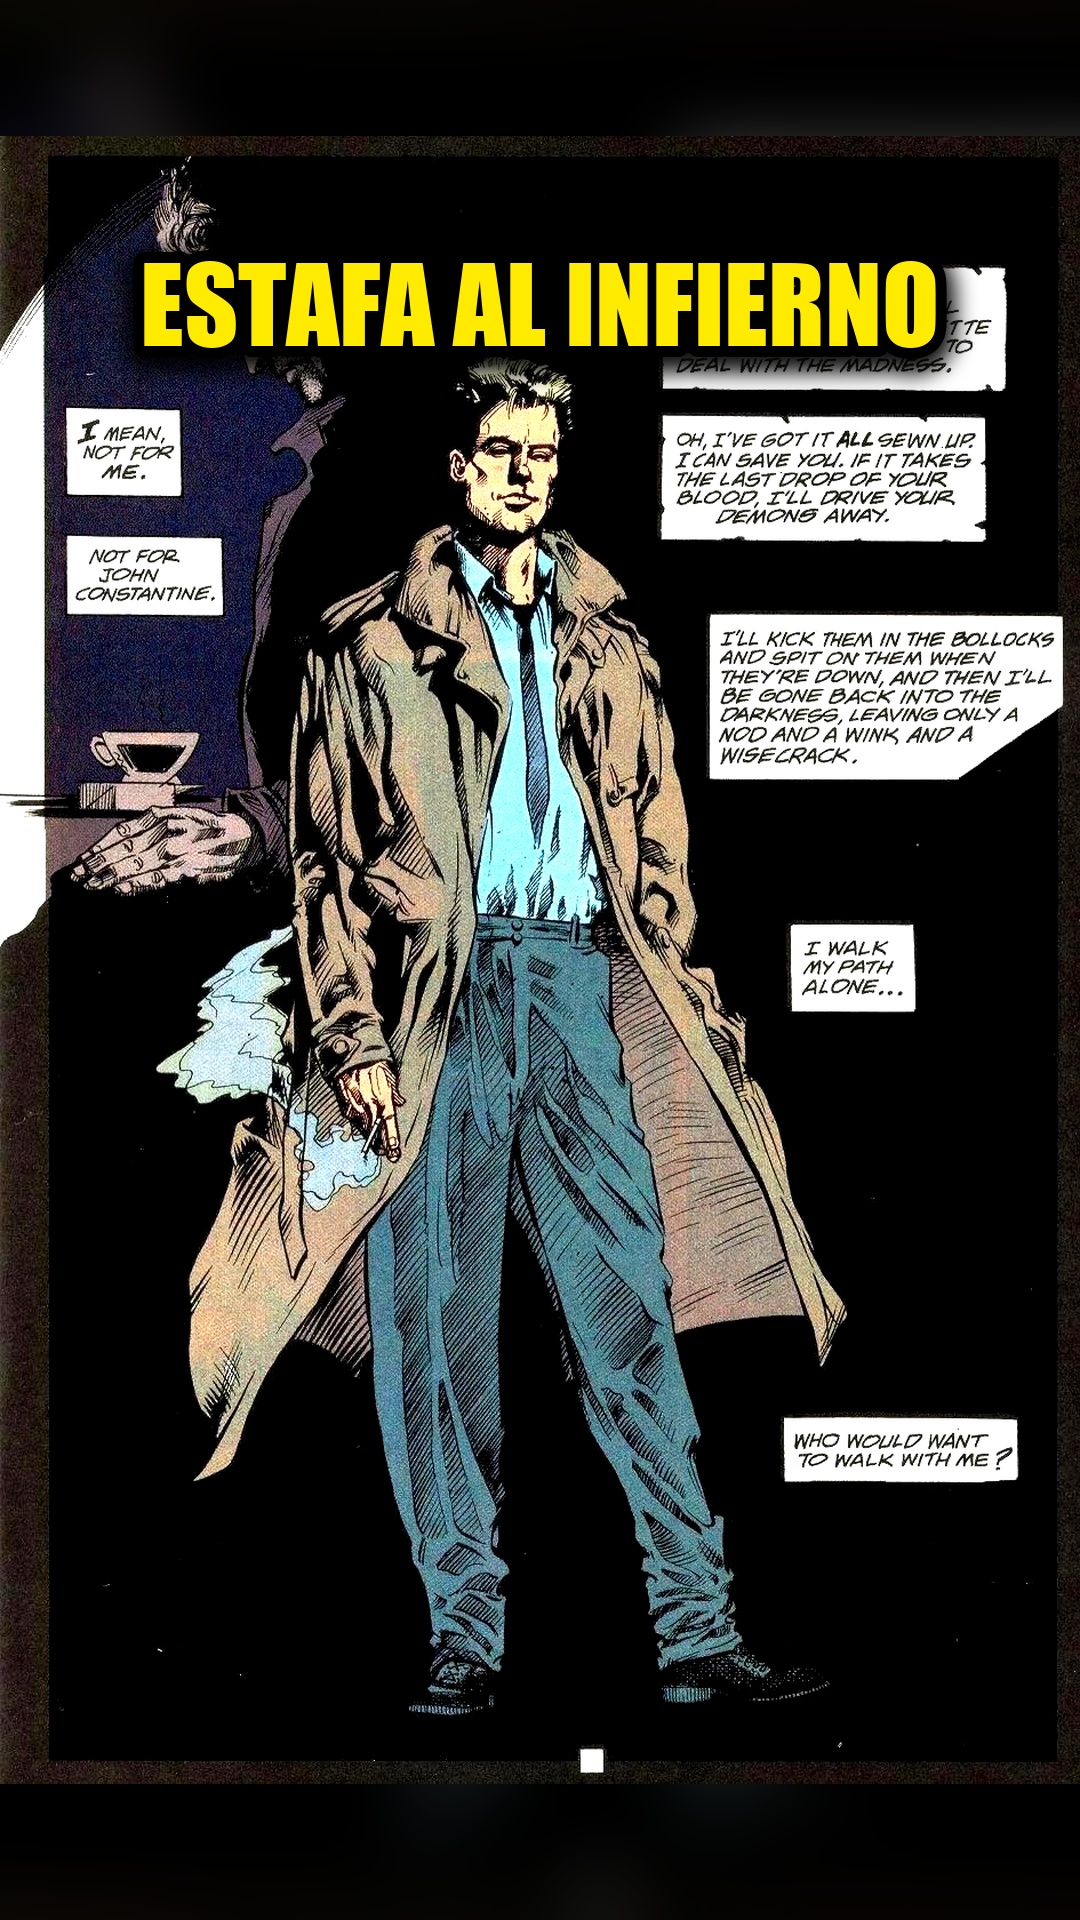 ESTAFA AL INFIERNO
TTE
TO
DEAL WITH THE MADNESS.
I MEAN,
NOT FOR
ME.
OH, I'VE GOT IT ALL SEWN UP.
I CAN SAVE YOU. IF IT TAKES
THE LAST DROP OF YOUR
BLOOD, I'LL DRIVE YOUR
DEMONS AWAY.
NOT FOR
JOHN
CONSTANTINE.
I'LL KICK THEM IN THE BOLLOCKS
AND SPIT ON THEM WHEN
THEY'RE DOWN, AND THEN I'LL
BE GONE BACK INTO THE
DARKNESS, LEAVING ONLY A
NOD AND A WINK AND A
WISECRACK.
I WALK
MY PATH
ALONE...
WHO WOULD WANT
TO WALK WITH ME?